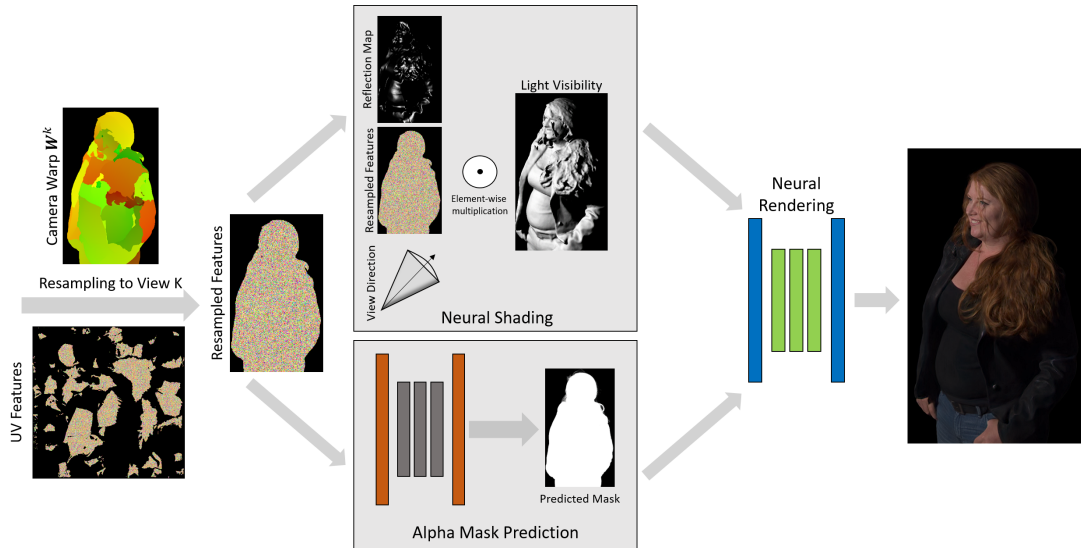 Camera Warp W^k
Resampling to View K
UV Features
Resampled Features
Reflection Map
Resampled Features
View Direction
Element-wise
multiplication
Light Visibility
Neural Shading
Predicted Mask
Alpha Mask Prediction
Neural
Rendering